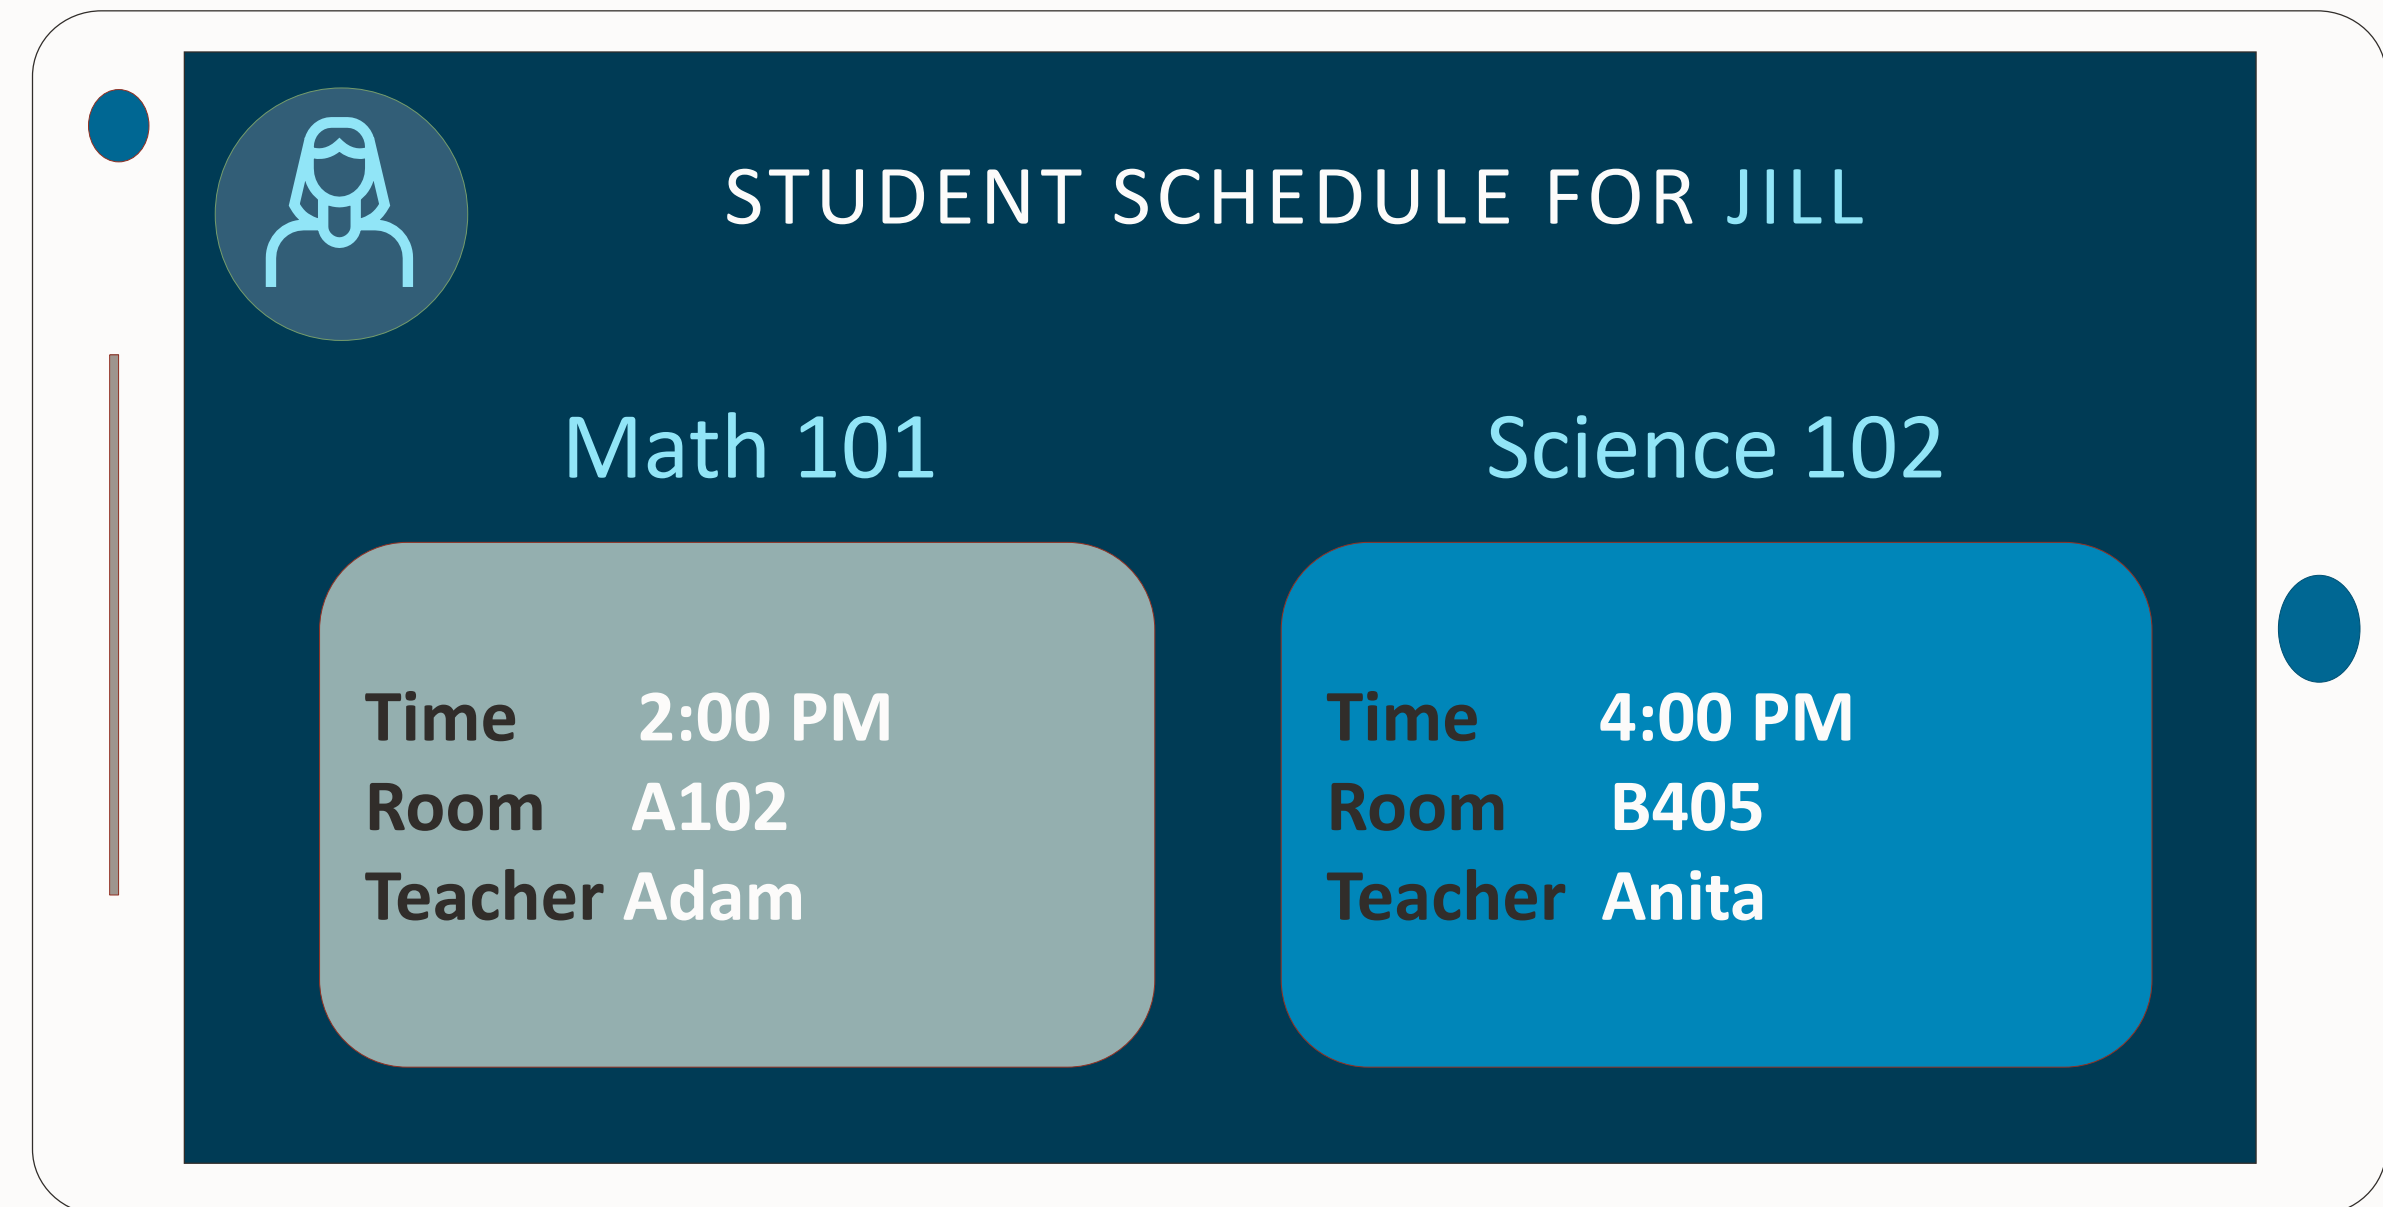 STUDENT SCHEDULE FOR JILL
Math 101
Time 2:00 PM
Room A102
Teacher Adam
Science 102
Time 4:00 PM
Room B405
Teacher Anita